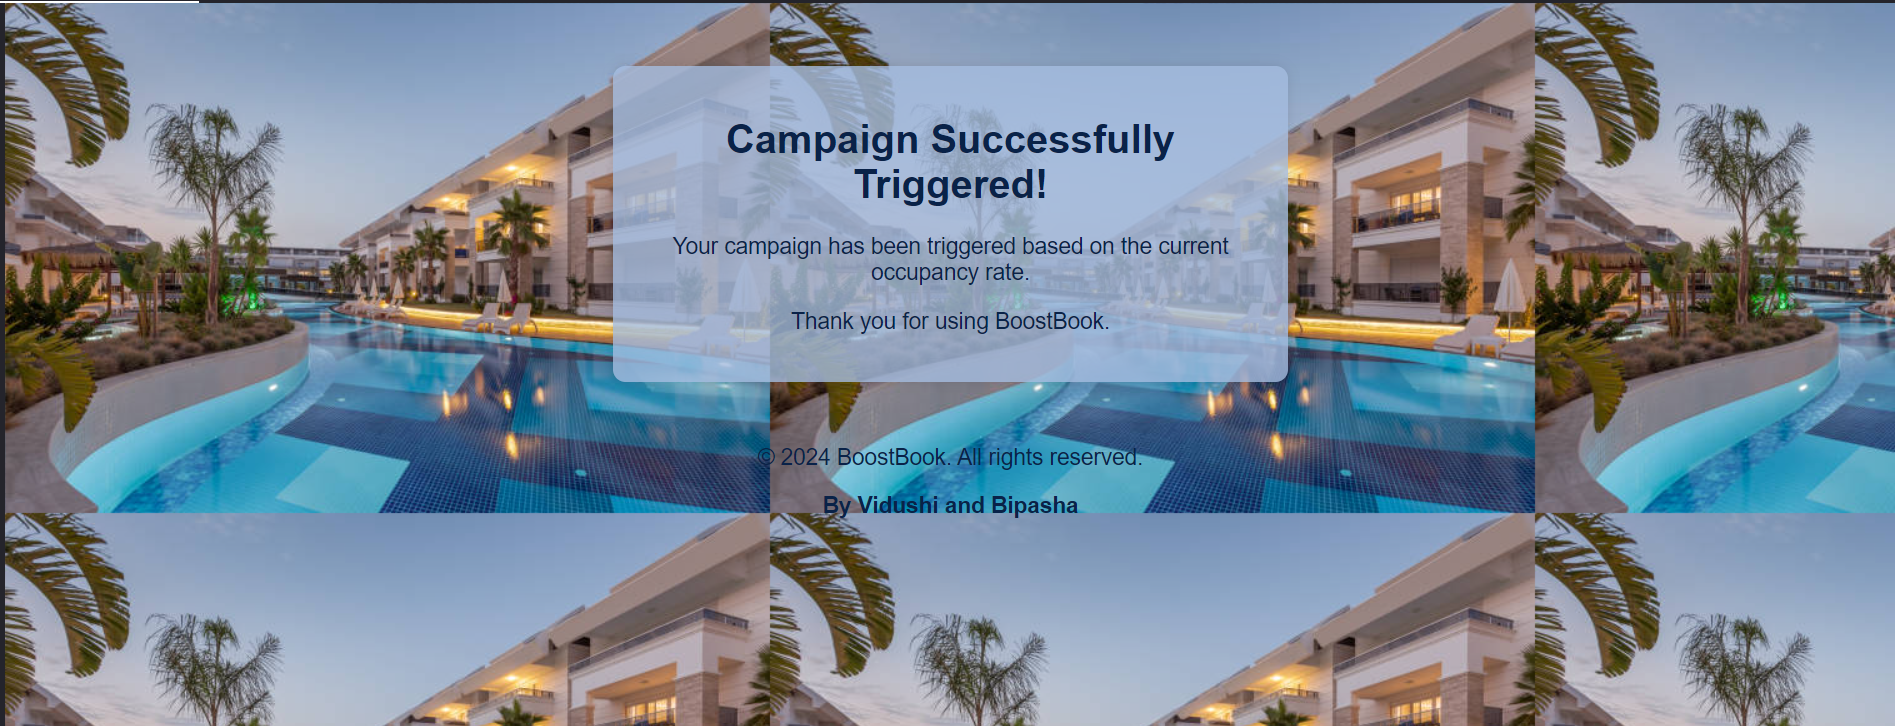 Campaign Successfully
Triggered!
Your campaign has been triggered based on the current
occupancy rate.
Thank you for using BoostBook.
© 2024 BoostBook. All rights reserved.
By Vidushi and Bipasha